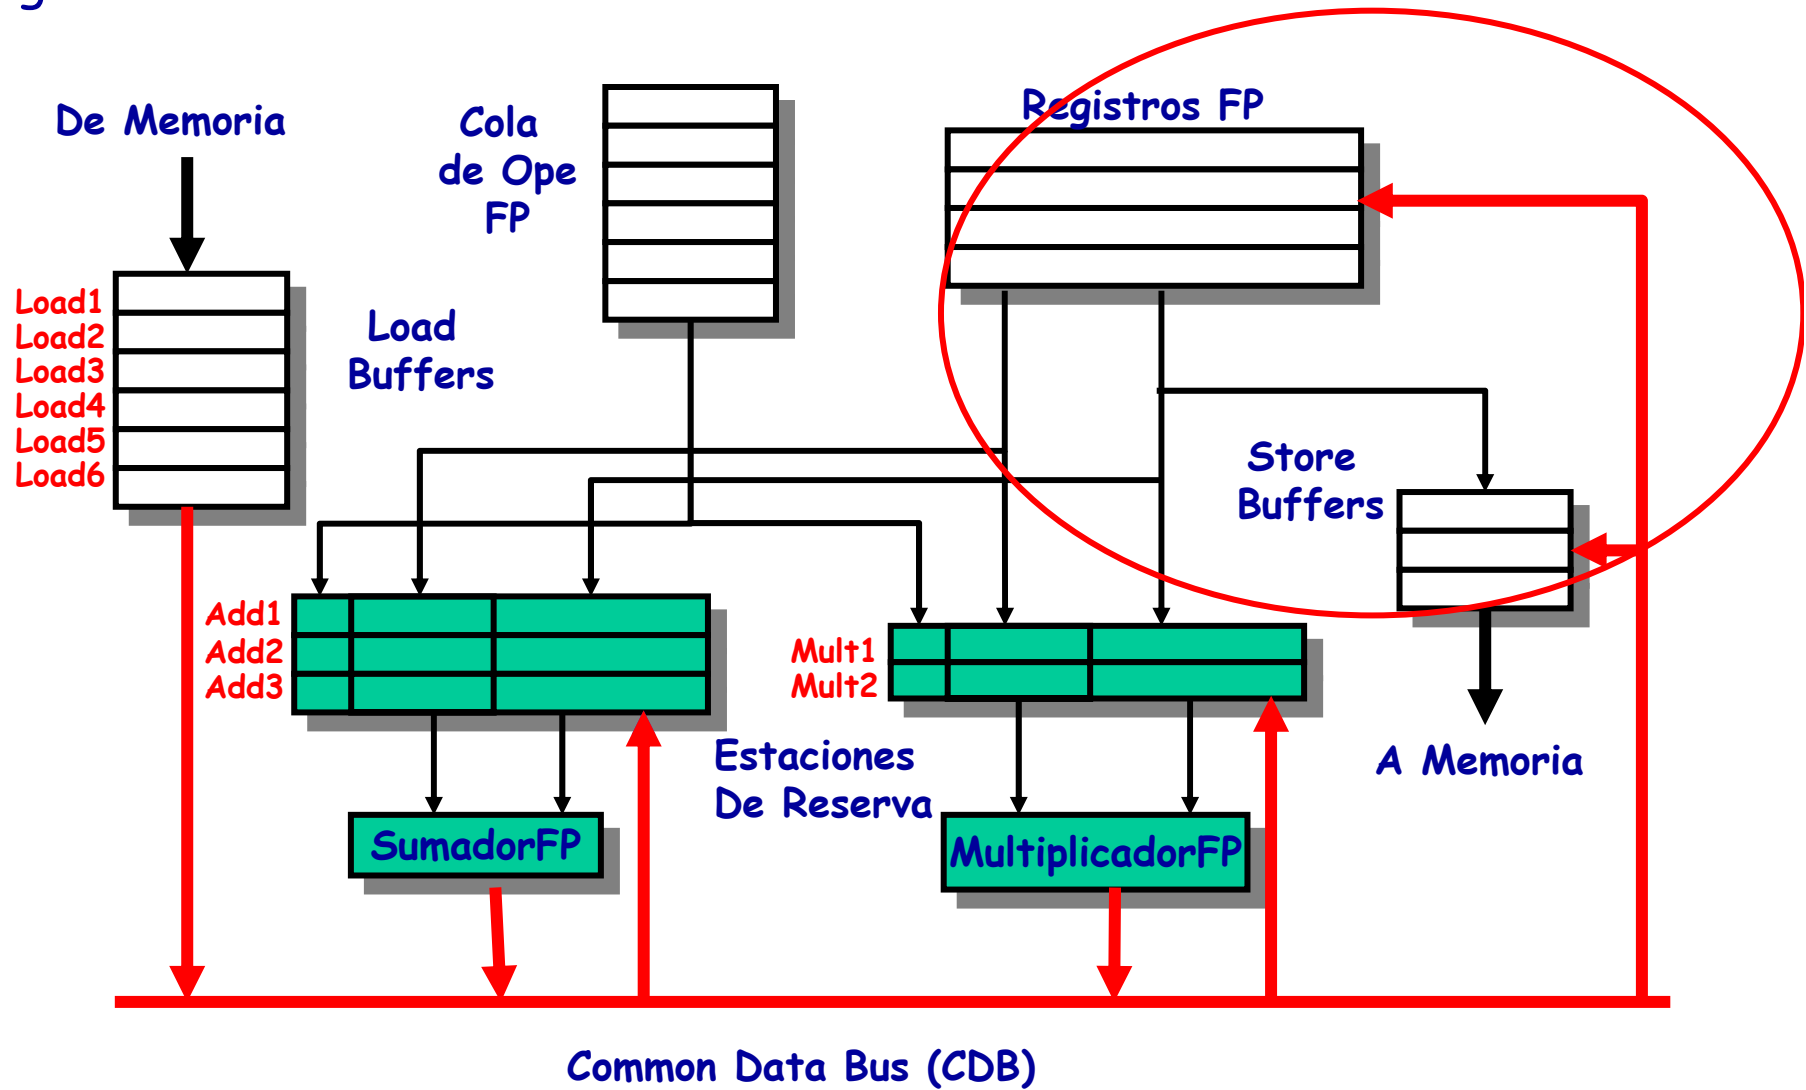 De Memoria
Cola
de Ope
FP
Registros FP
Load1
Load2
Load3
Load4
Load5
Load6
Load
Buffers
Store
Buffers
Add1
Add2
Add3
Mult1
Mult2
Estaciones
De Reserva
A Memoria
SumadorFP
MultiplicadorFP
Common Data Bus (CDB)